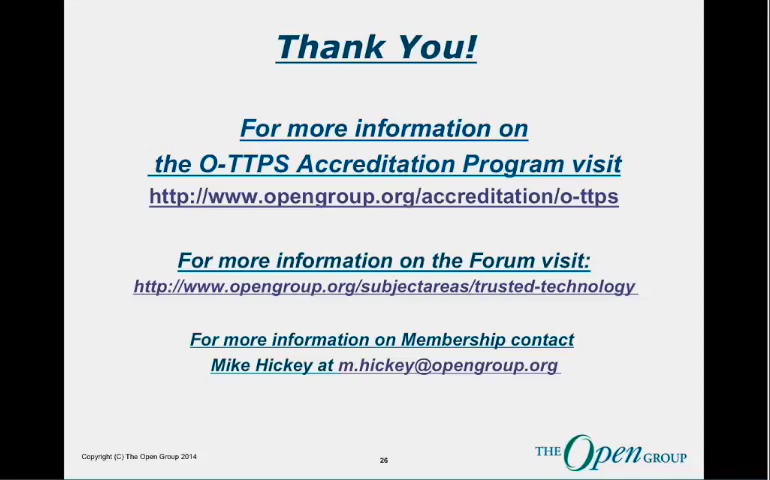 Thank You!
For more information on
the O-TTPS Accreditation Program visit
http://www.opengroup.org/accreditation/o-ttps
For more information on the Forum visit:
http://www.opengroup.org/subjectareas/trusted-technology
For more information on Membership contact
Mike Hickey at m.hickey@opengroup.org
Copyright (C) The Open Group 2014
26
THE Open GROUP